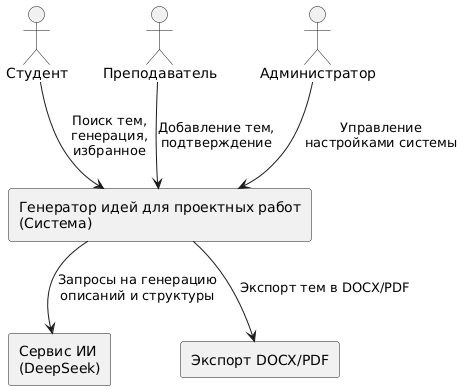 Студент
Преподаватель
Администратор
Поиск тем,
генерация,
избранное
Добавление тем,
подтверждение
Управление
настройками системы
Генератор идей для проектных работ
(Система)
Запросы на генерацию
описаний и структуры
Экспорт тем в DOCX/PDF
Сервис ИИ
(DeepSeek)
Экспорт DOCX/PDF